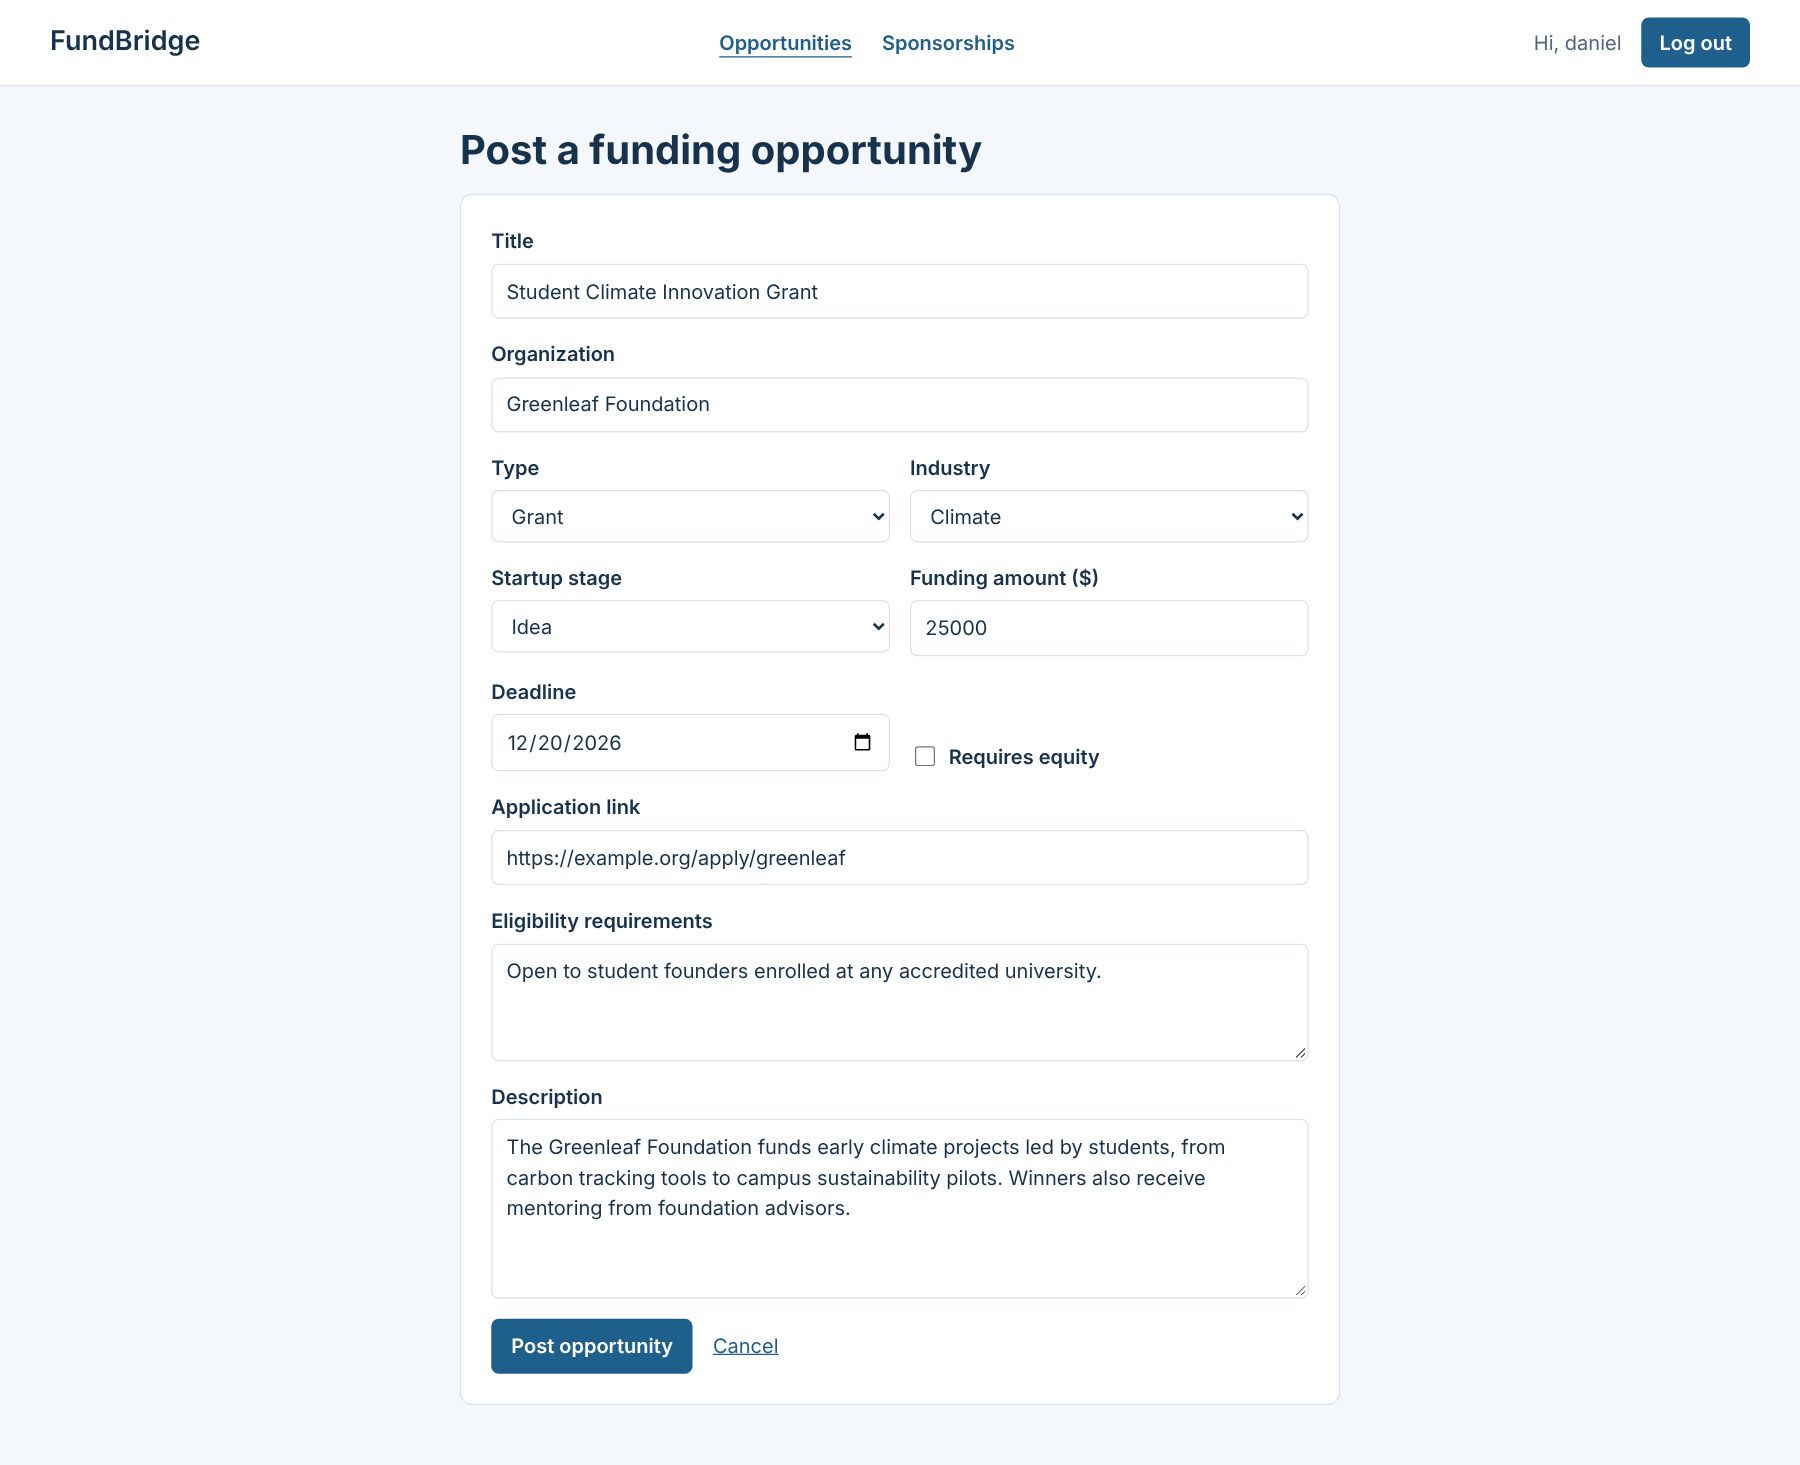 FundBridge
Opportunities
Sponsorships
Hi, daniel
Log out
Post a funding opportunity
Title
Student Climate Innovation Grant
Organization
Greenleaf Foundation
Type
Industry
Grant
Climate
Startup stage
Funding amount ($)
Idea
25000
Deadline
12/20/2026
Requires equity
Application link
https://example.org/apply/greenleaf
Eligibility requirements
Open to student founders enrolled at any accredited university.
Description
The Greenleaf Foundation funds early climate projects led by students, from
carbon tracking tools to campus sustainability pilots. Winners also receive
mentoring from foundation advisors.
Post opportunity
Cancel